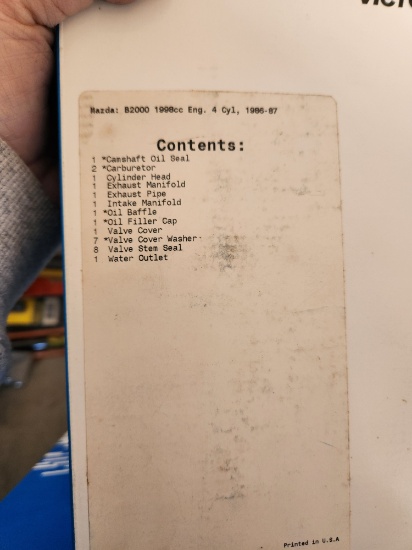 Mazda: B2000 1998cc Eng. 4 Cyl, 1986-87
Contents:
1 *Camshaft Oil Seal
2 *Carburetor
1 Cylinder Head
1 Exhaust Manifold
1 Exhaust Pipe
1 Intake Manifold
1 *Oil Baffle
1 *Oil Filler Cap
1 Valve Cover
7 *Valve Cover Washer
8 Valve Stem Seal
1 Water Outlet
Printed in U.S.A